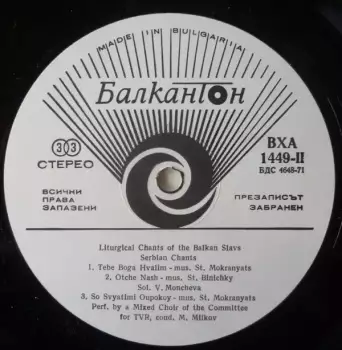 MADE IN BULGARIA
Балкантон
33
СТЕРЕО
ВХА
1449-II
БДС 4648-71
ВСИЧКИ
ПРАВА
ЗАПАЗЕНИ
ПРЕЗАПИСЪТ
ЗАБРАНЕН
Liturgical Chants of the Balkan Slavs
Serbian Chants
1. Tebe Boga Hvalim - mus. St. Mokranyats
2. Otche Nash - mus. St. Binichky
Sol. V. Moncheva
3. So Svyatimi Oupokoy - mus. St. Mokranyats
Perf. by a Mixed Choir of the Committee
for TVR, cond. M. Milkov